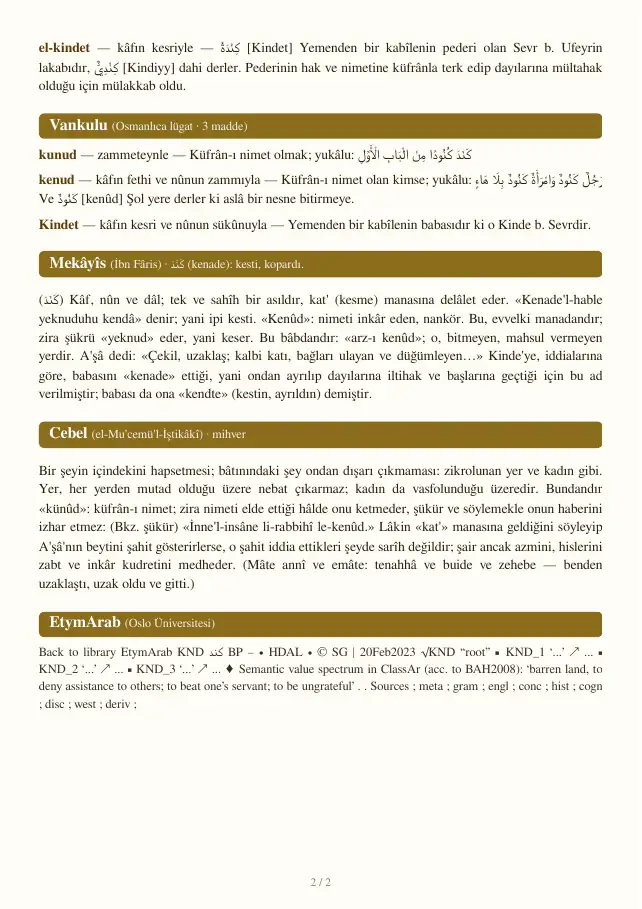 el-kindet — kâfın kesriyle — كِنْدَةُ [Kindet] Yemenden bir kabîlenin pederi olan Sevr b. Ufeyrin
lakabıdır, كِنْدِيٌّ [Kindiyy] dahi derler. Pederinin hak ve nimetine küfrânla terk edip dayılarına mültahak
olduğu için mülakkab oldu.
Vankulu (Osmanlıca lügat · 3 madde)
kunud — zammeteynle — Küfrân-ı nimet olmak; yukâlu: كَنَدَ كُنُودًا مِنَ الْبَابِ الْأَوَّلِ
kenud — kâfın fethi ve nûnun zammıyla — Küfrân-ı nimet olan kimse; yukâlu: رَجُلٌ كَنُودٌ وَامْرَأَةٌ كَنُودٌ بِلَا هَاءٍ
Ve كَنُودٌ [kenûd] Şol yere derler ki aslâ bir nesne bitirmeye.
Kindet — kâfın kesri ve nûnun sükûnuyla — Yemenden bir kabîlenin babasıdır ki o Kinde b. Sevrdir.
Mekâyîs (İbn Fâris) · كَنَدَ (kenade): kesti, kopardı.
(كَنَدَ) Kâf, nûn ve dâl; tek ve sahîh bir asıldır, kat' (kesme) manasına delâlet eder. «Kenade'l-hable
yeknuduhu kendâ» denir; yani ipi kesti. «Kenûd»: nimeti inkâr eden, nankör. Bu, evvelki manadandır;
zira şükrü «yeknud» eder, yani keser. Bu bâbdandır: «arz-ı kenûd»; o, bitmeyen, mahsul vermeyen
yerdir. A'şâ dedi: «Çekil, uzaklaş; kalbi katı, bağları ulayan ve düğümleyen…» Kinde'ye, iddialarına
göre, babasını «kenade» ettiği, yani ondan ayrılıp dayılarına iltihak ve başlarına geçtiği için bu ad
verilmiştir; babası da ona «kendte» (kestin, ayrıldın) demiştir.
Cebel (el-Mu'cemü'l-İştikâkî) · mihver
Bir şeyin içindekini hapsetmesi; bâtınındaki şey ondan dışarı çıkmaması: zikrolunan yer ve kadın gibi.
Yer, her yerden mutad olduğu üzere nebat çıkarmaz; kadın da vasfolunduğu üzeredir. Bundandır
«künûd»: küfrân-ı nimet; zira nimeti elde ettiği hâlde onu ketmeder, şükür ve söylemekle onun haberini
izhar etmez: (Bkz. şükür) «İnne'l-insâne li-rabbihî le-kenûd.» Lâkin «kat'» manasına geldiğini söyleyip
A'şâ'nın beytini şahit gösterirlerse, o şahit iddia ettikleri şeyde sarîh değildir; şair ancak azmini, hislerini
zabt ve inkâr kudretini medheder. (Mâte annî ve emâte: tenahhâ ve buide ve zehebe — benden
uzaklaştı, uzak oldu ve gitti.)
EtymArab (Oslo Üniversitesi)
Back to library EtymArab KND كند BP – • HDAL • © SG | 20Feb2023 √KND “root” ▪ KND_1 ‘...’ ↗ ... ▪
KND_2 ‘...’ ↗ ... ▪ KND_3 ‘...’ ↗ ... ♦ Semantic value spectrum in ClassAr (acc. to BAH2008): ‘barren land, to
deny assistance to others; to beat one’s servant; to be ungrateful’ . . Sources ; meta ; gram ; engl ; conc ; hist ; cogn
; disc ; west ; deriv ;
2 / 2